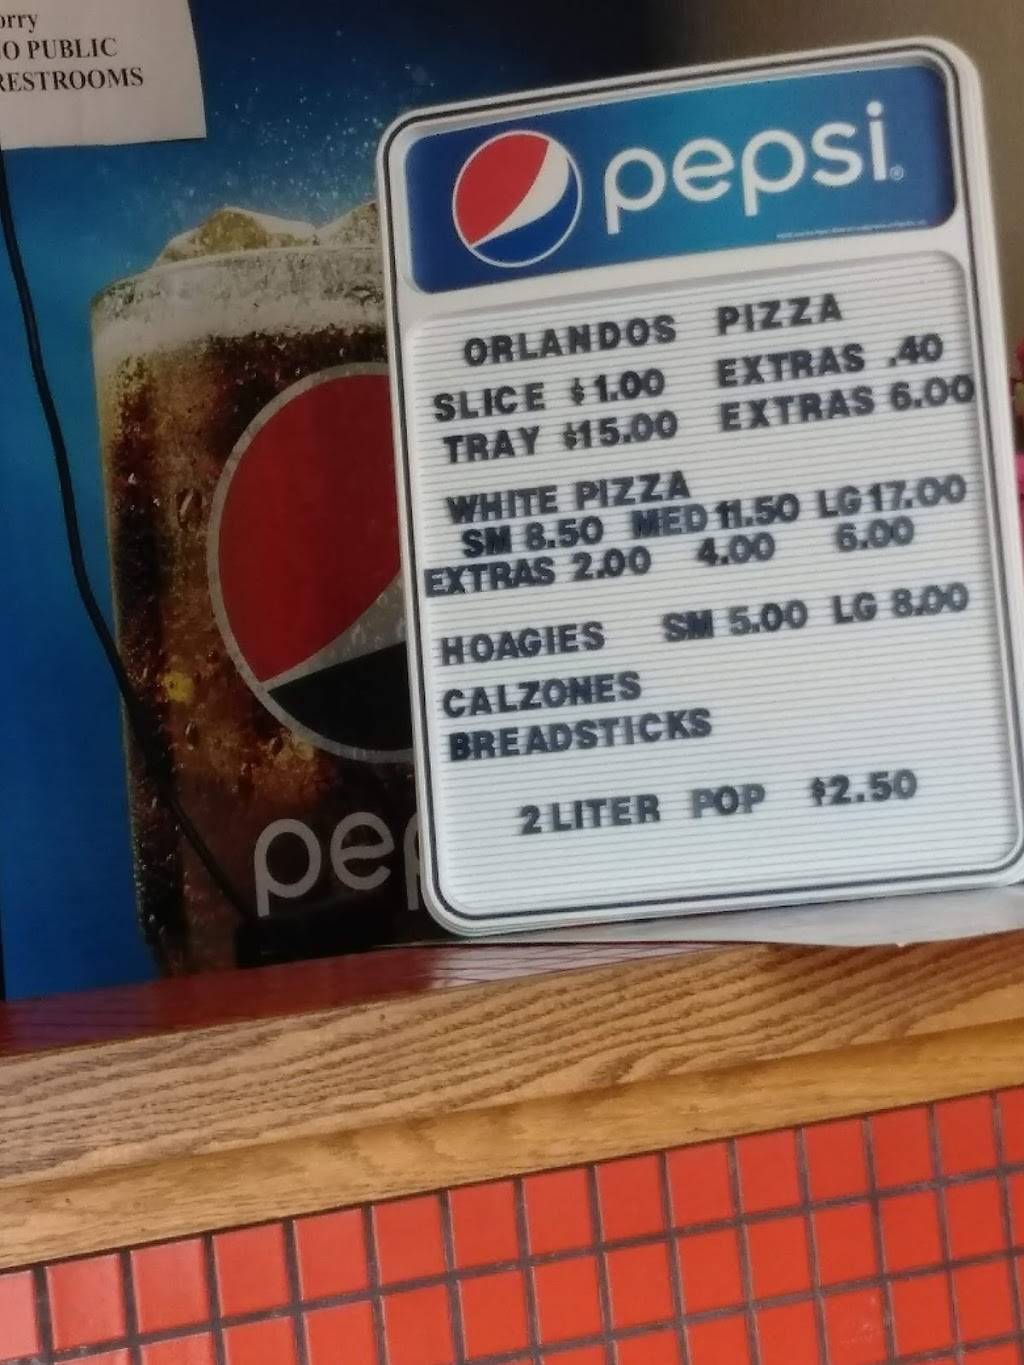 orry
O PUBLIC
RESTROOMS
pepsi
ORLANDOS PIZZA
SLICE $1.00 EXTRAS .40
TRAY $15.00 EXTRAS 6.00
WHITE PIZZA
SM 8.50 MED 11.50 LG 17.00
EXTRAS 2.00 4.00 6.00
HOAGIES SM 5.00 LG 8.00
CALZONES
BREADSTICKS
2 LITER POP $2.50
pep